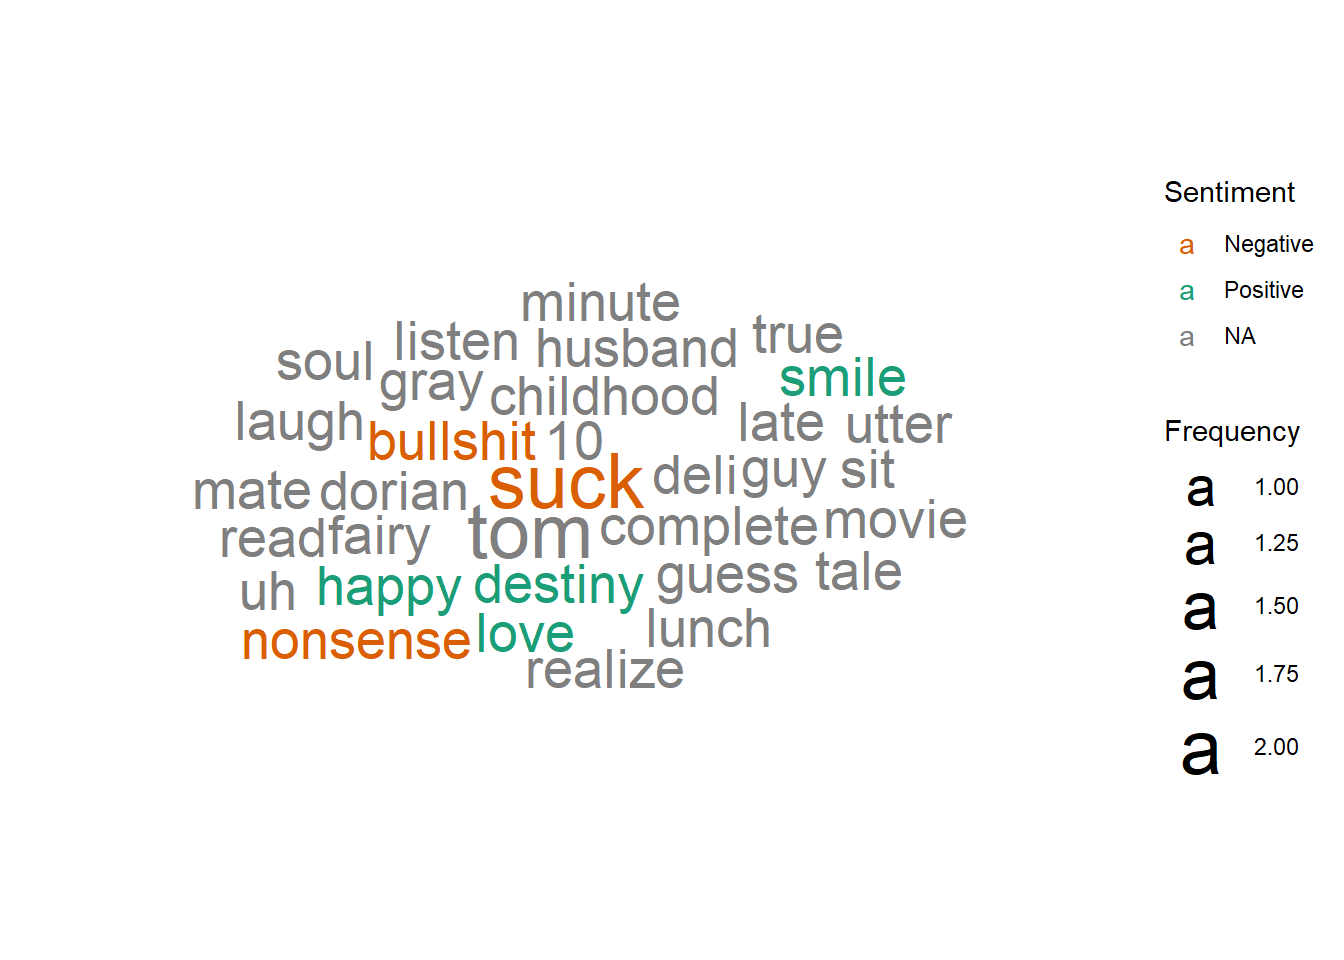 minute
listen husband true
soul gray childhood smile
laugh bullshit 10 late utter
mate dorian suck deli guy sit
read fairy tom complete movie
uh happy destiny guess tale
nonsense love lunch
realize
Sentiment
a Negative
a Positive
a NA
Frequency
a 1.00
a 1.25
a 1.50
a 1.75
a 2.00